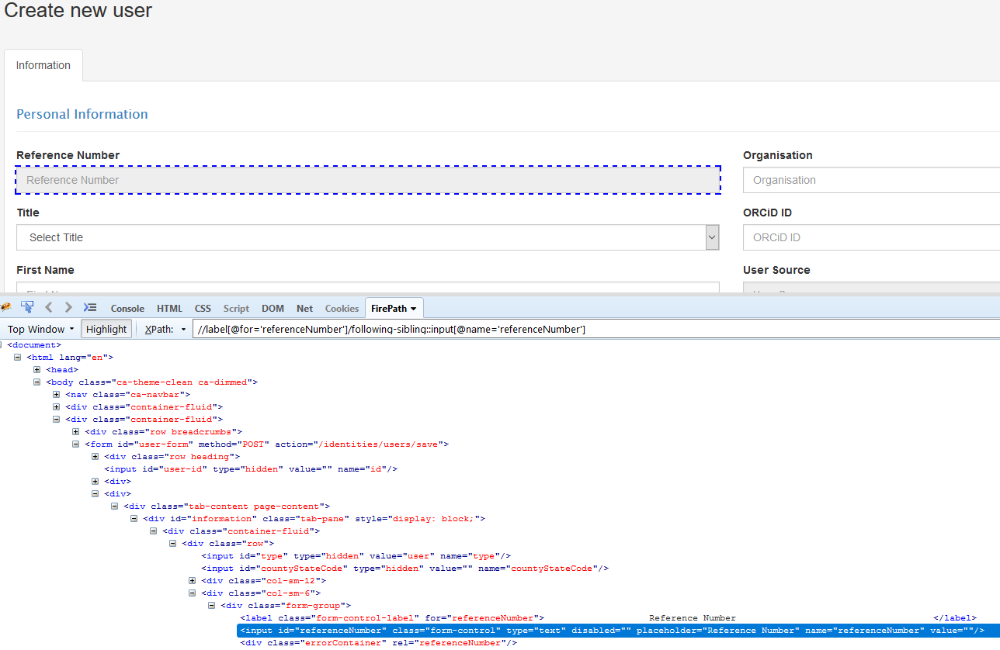 Create new user
Information
Personal Information
Reference Number
Organisation
Reference Number
Organisation
Title
ORCiD ID
Select Title
ORCiD ID
First Name
User Source
Console HTML CSS Script DOM Net Cookies FirePath
Top Window Highlight XPath: //label[@for='referenceNumber']/following-sibling::input[@name='referenceNumber']
<document>
<html lang="en">
<head>
<body class="ca-theme-clean ca-dimmed">
<nav class="ca-navbar">
<div class="container-fluid">
<div class="container-fluid">
<div class="row breadcrumbs">
<form id="user-form" method="POST" action="/identities/users/save">
<div class="row heading">
<input id="user-id" type="hidden" value="" name="id"/>
<div>
<div>
<div class="tab-content page-content">
<div id="information" class="tab-pane" style="display: block;">
<div class="container-fluid">
<div class="row">
<input id="type" type="hidden" value="user" name="type"/>
<input id="countyStateCode" type="hidden" value="" name="countyStateCode"/>
<div class="col-sm-12">
<div class="col-sm-6">
<div class="form-group">
<label class="form-control-label" for="referenceNumber"> Reference Number </label>
<input id="referenceNumber" class="form-control" type="text" disabled="" placeholder="Reference Number" name="referenceNumber" value=""/>
<div class="errorContainer" rel="referenceNumber"/>